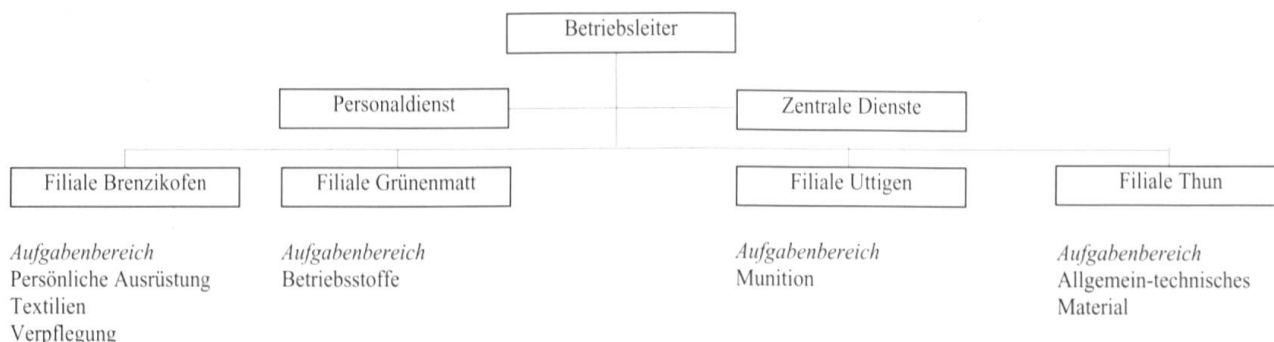 Betriebsleiter
Personaldienst
Zentrale Dienste
Filiale Brenzikofen
Filiale Grünenmatt
Filiale Uttigen
Filiale Thun
Aufgabenbereich
Persönliche Ausrüstung
Textilien
Verpflegung
Aufgabenbereich
Betriebsstoffe
Aufgabenbereich
Munition
Aufgabenbereich
Allgemein-technisches
Material